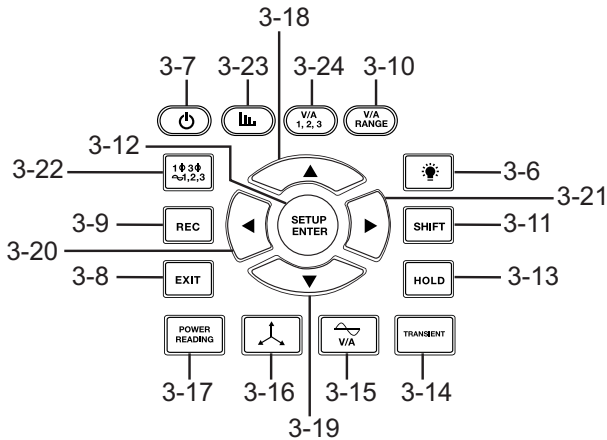 3-18
3-7
3-23
3-24
3-10
V/A
1, 2, 3
V/A
RANGE
3-12
3-22
1ϕ 3ϕ
1,2,3
3-6
3-21
3-9
REC
SETUP
ENTER
SHIFT
3-11
3-20
3-8
EXIT
HOLD
3-13
POWER
READING
V/A
TRANSIENT
3-17
3-16
3-15
3-14
3-19